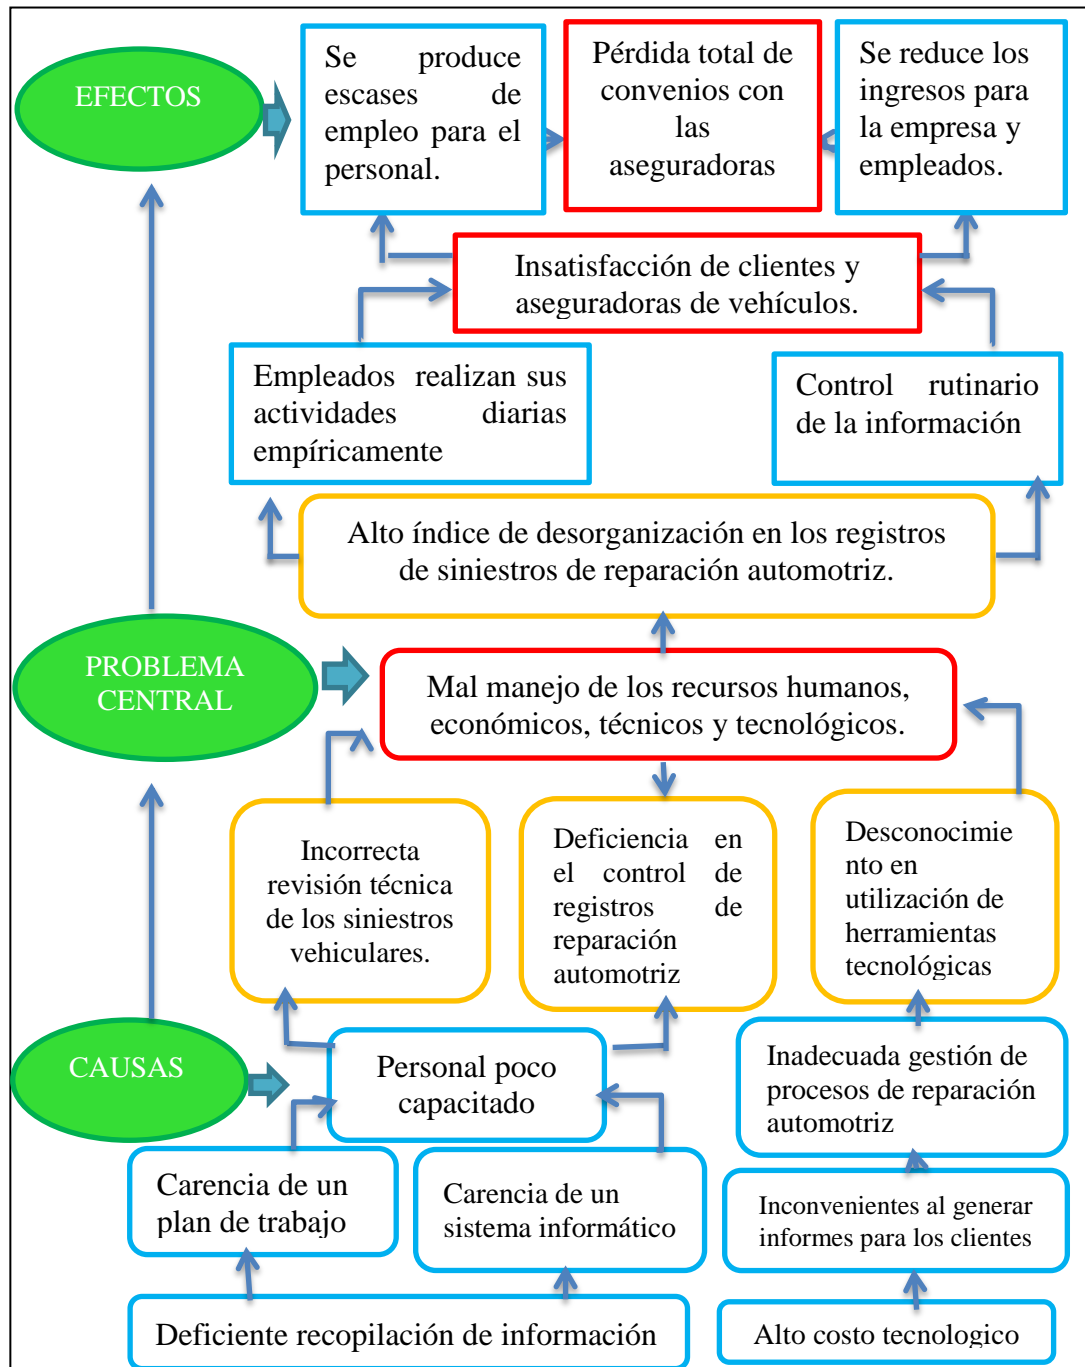 EFECTOS
Se produce
escases de
empleo para el
personal.
Pérdida total de
convenios con
las
aseguradoras
Se reduce los
ingresos para
la empresa y
empleados.
Insatisfacción de clientes y
aseguradoras de vehículos.
Empleados realizan sus
actividades diarias
empíricamente
Control rutinario
de la información
Alto índice de desorganización en los registros
de siniestros de reparación automotriz.
PROBLEMA
CENTRAL
Mal manejo de los recursos humanos,
económicos, técnicos y tecnológicos.
Incorrecta
revisión técnica
de los siniestros
vehiculares.
Deficiencia en
el control de
registros de
reparación
automotriz
Desconocimie
nto en
utilización de
herramientas
tecnológicas
CAUSAS
Personal poco
capacitado
Inadecuada gestión de
procesos de reparación
automotriz
Carencia de un
plan de trabajo
Carencia de un
sistema informático
Inconvenientes al generar
informes para los clientes
Deficiente recopilación de información
Alto costo tecnologico